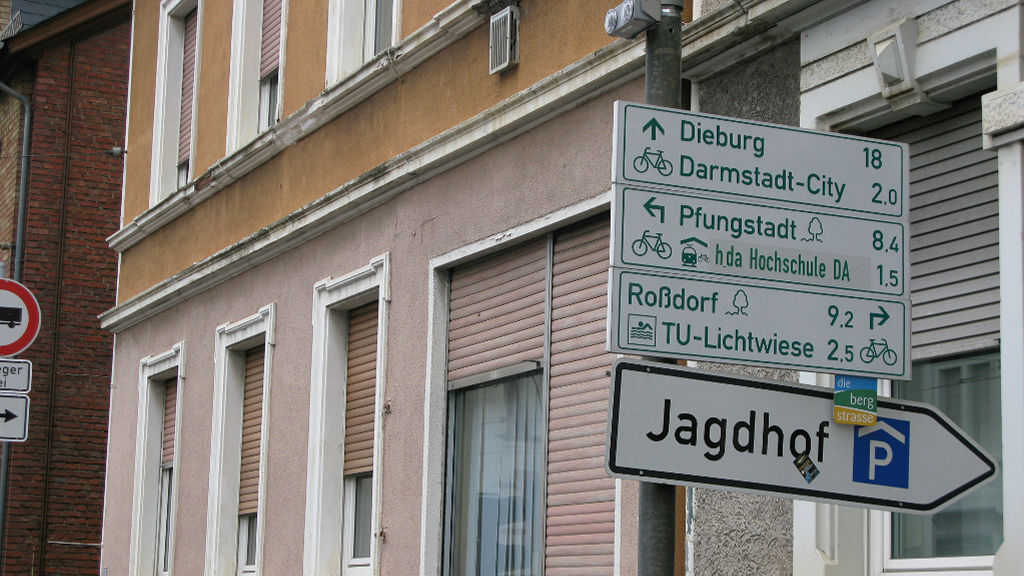 Dieburg 18
Darmstadt-City 2,0
Pfungstadt 8,4
h da Hochschule DA 1,5
Roßdorf 9,2
TU-Lichtwiese 2,5
die
berg
strasse
Jagdhof P